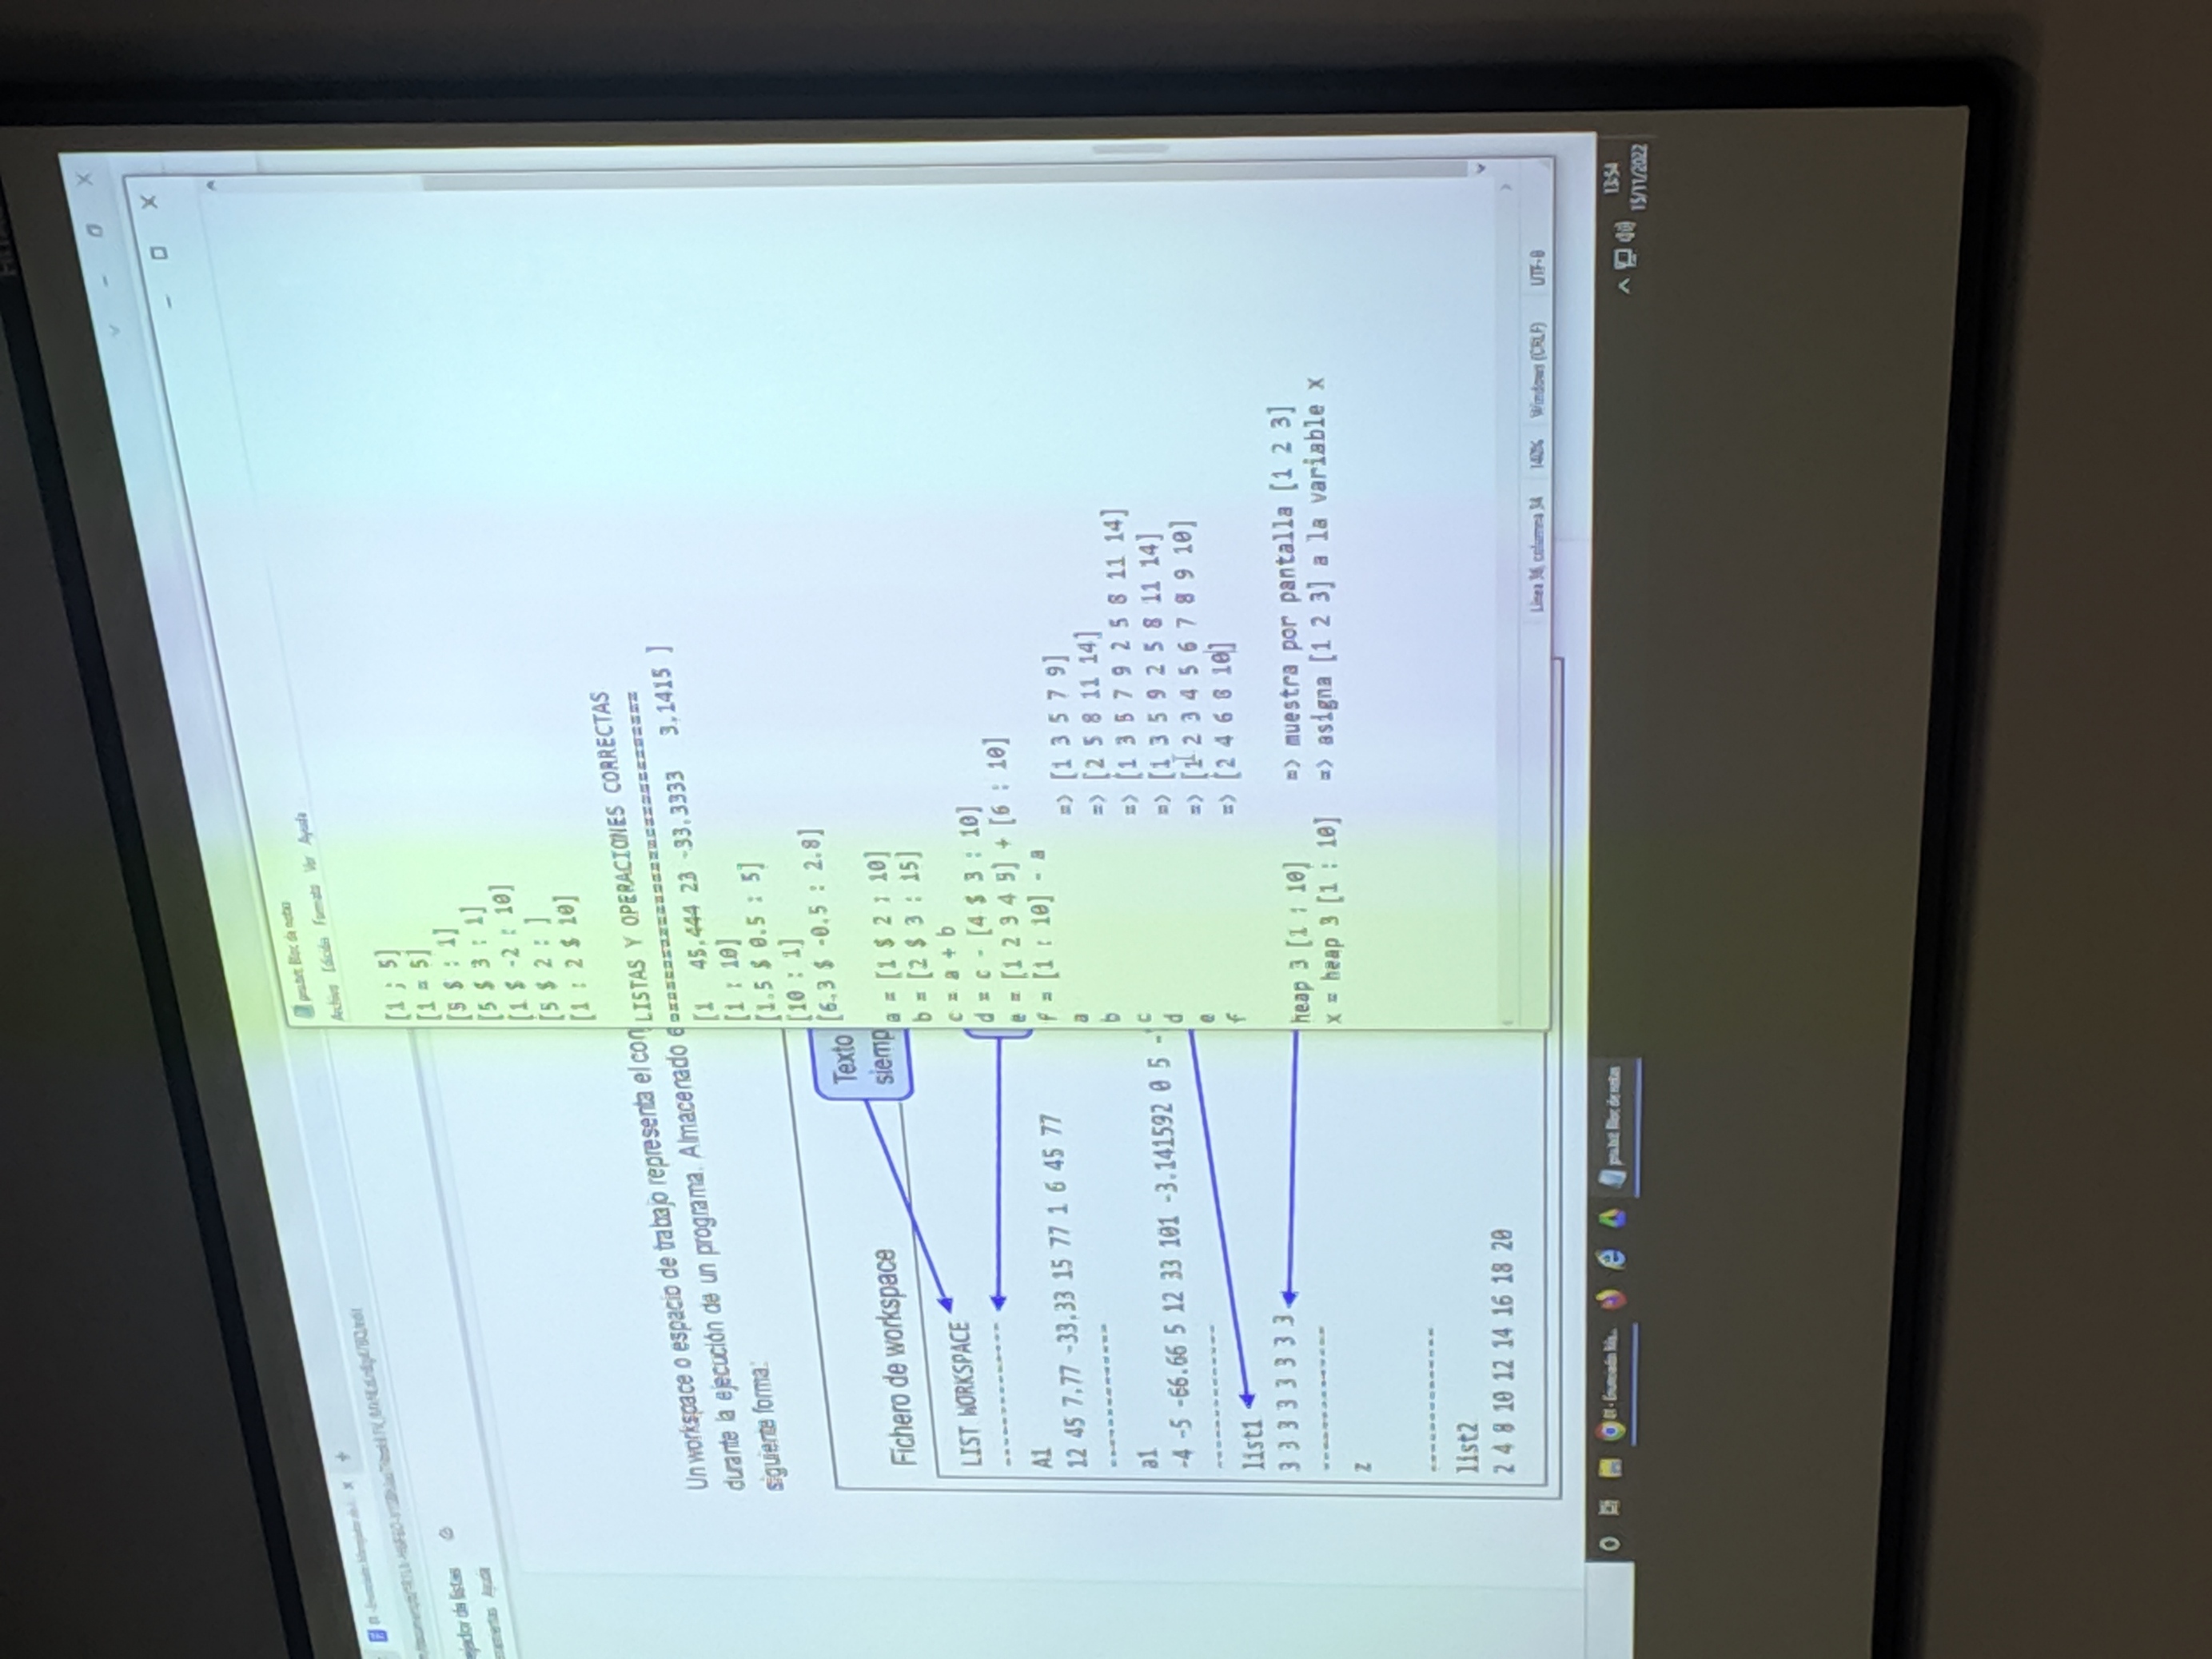 ejador de listas
Ayuda
Un workspace o espacio de trabajo representa el con
durante la ejecución de un programa. Almacenado e
siguiente forma:
Texto
siemp
Fichero de workspace
LIST WORKSPACE
--------------
A1
12 45 7.77 -33.33 15 77 1 6 45 77
--------------
a1
-4 -5 -66.66 5 12 33 101 -3.141592 0 5 -
--------------
list1
3 3 3 3 3 3 3 3
--------------
z
--------------
list2
2 4 8 10 12 14 16 18 20
Bloc de notas
Archivo Edición Formato Ver Ayuda
[1 ; 5]
[1 = 5]
[5 $ : 1]
[5 $ 3 : 1]
[1 $ -2 : 10]
[5 $ 2 : ]
[1 : 2 $ 10]
LISTAS Y OPERACIONES CORRECTAS
==============================
[1 45.444 23 -33.3333 3.1415 ]
[1 : 10]
[1.5 $ 0.5 : 5]
[10 : 1]
[6.3 $ -0.5 : 2.8]
a = [1 $ 2 : 10]
b = [2 $ 3 : 15]
c = a + b
d = c - [4 $ 3 : 10]
e = [1 2 3 4 5] + [6 : 10]
f = [1 : 10] - a
a => [1 3 5 7 9]
b => [2 5 8 11 14]
c => [1 3 5 7 9 2 5 8 11 14]
d => [1 3 5 9 2 5 8 11 14]
e => [1 2 3 4 5 6 7 8 9 10]
f => [2 4 6 8 10]
heap 3 [1 : 10] => muestra por pantalla [1 2 3]
x = heap 3 [1 : 10] => asigna [1 2 3] a la variable x
Línea 36, columna 34 140% Windows (CRLF) UTF-8
Bloc de notas
13:54
15/11/2022